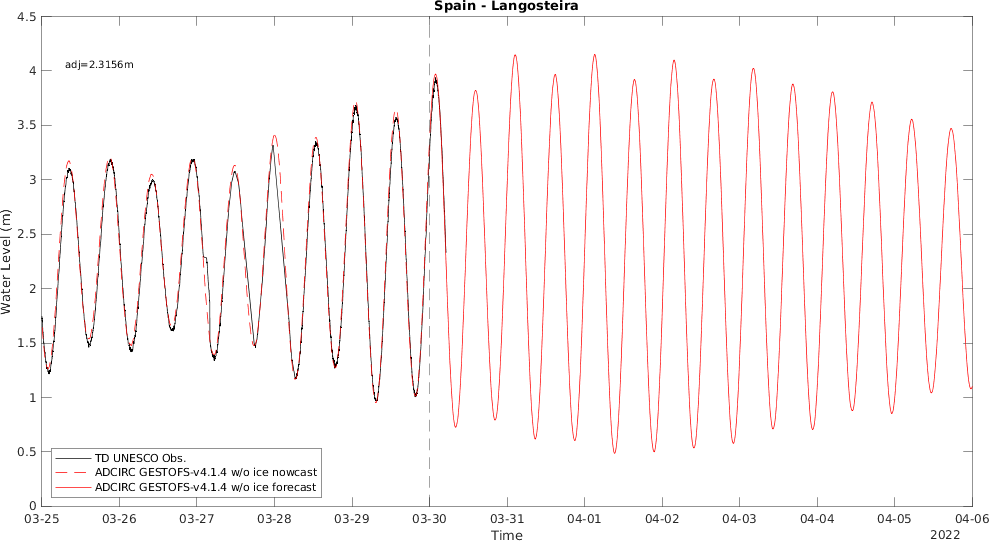 Spain - Langosteira
adj=2.3156m
4.5
4
3.5
3
2.5
2
1.5
1
0.5
0
Water Level (m)
TD UNESCO Obs.
ADCIRC GESTOFS-v4.1.4 w/o ice nowcast
ADCIRC GESTOFS-v4.1.4 w/o ice forecast
03-25 03-26 03-27 03-28 03-29 03-30 03-31 04-01 04-02 04-03 04-04 04-05 04-06
Time
2022